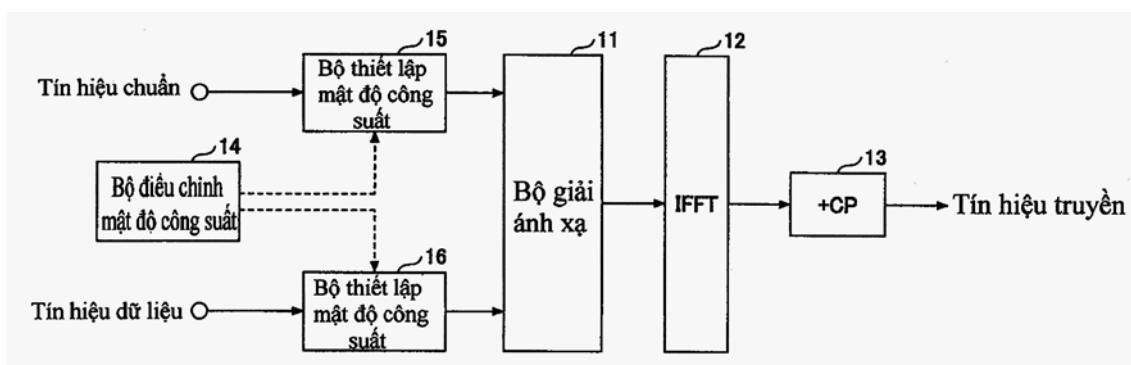 15
Bộ thiết lập
mật độ công
suất
Tín hiệu chuẩn
14
Bộ điều chinh
mật độ công suất
11
Bộ giải
ánh xạ
12
IFFT
13
+CP
Tín hiệu truyền
16
Bộ thiết lập
mật độ công
suất
Tín hiệu dữ liệu